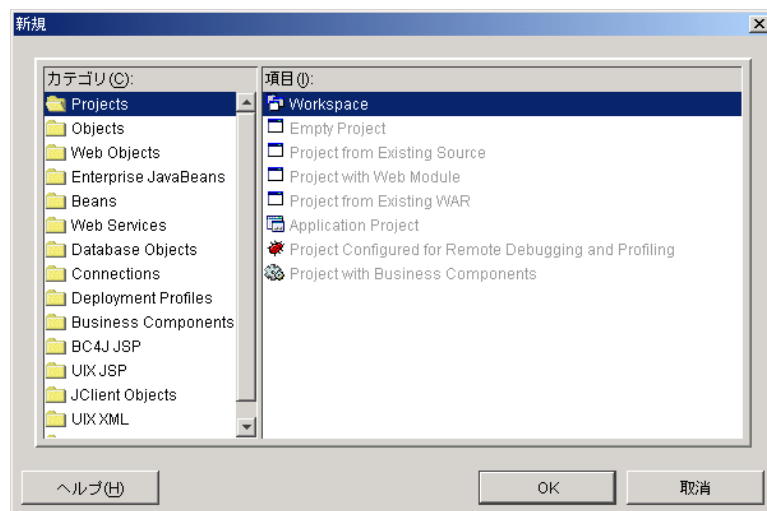 新規
カテゴリ(C):
Projects
Objects
Web Objects
Enterprise JavaBeans
Beans
Web Services
Database Objects
Connections
Deployment Profiles
Business Components
BC4J JSP
UIX JSP
JClient Objects
UIX XML
項目(I):
Workspace
Empty Project
Project from Existing Source
Project with Web Module
Project from Existing WAR
Application Project
Project Configured for Remote Debugging and Profiling
Project with Business Components
ヘルプ(H)
OK
取消